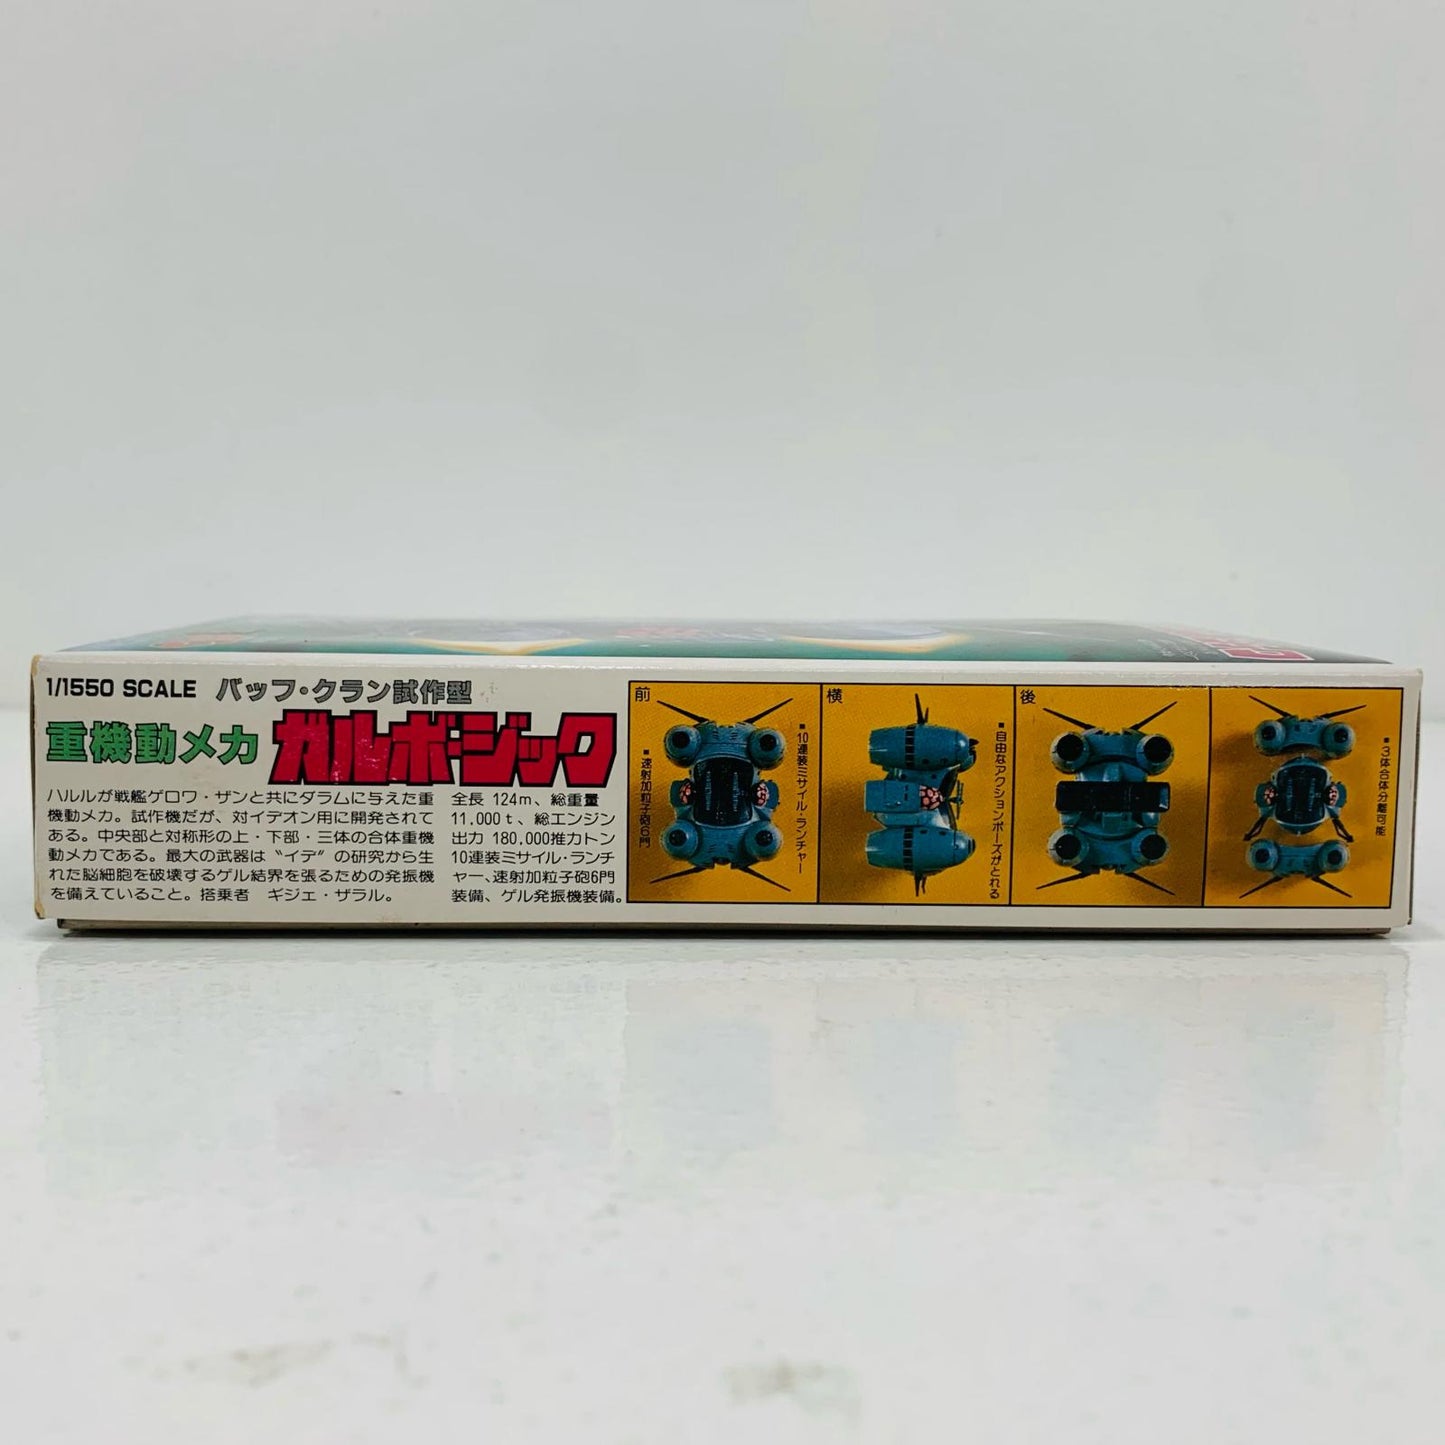 1/1550 SCALE バッフ・クラン試作型
重機動メカ ガルボ・ジック
ハルルが戦艦ゲロワ・ザンと共にダラムに与えた重
機動メカ。試作機だが、対イデオン用に開発されて
ある。中央部と対称形の上・下部・三体の合体重機
動メカである。最大の武器は〝イデ〟の研究から生
れた脳細胞を破壊するゲル結界を張るための発振機
を備えていること。搭乗者 ギジェ・ザラル。
全長 124m、総重量
11,000t、総エンジン
出力 180,000推力トン
10連装ミサイル・ランチ
ャー、速射加粒子砲6門
装備、ゲル発振機装備。
前
■速射加粒子砲6門
■10連装ミサイル・ランチャー
横
■自由なアクションポーズがとれる
後
■3体合体分離可能